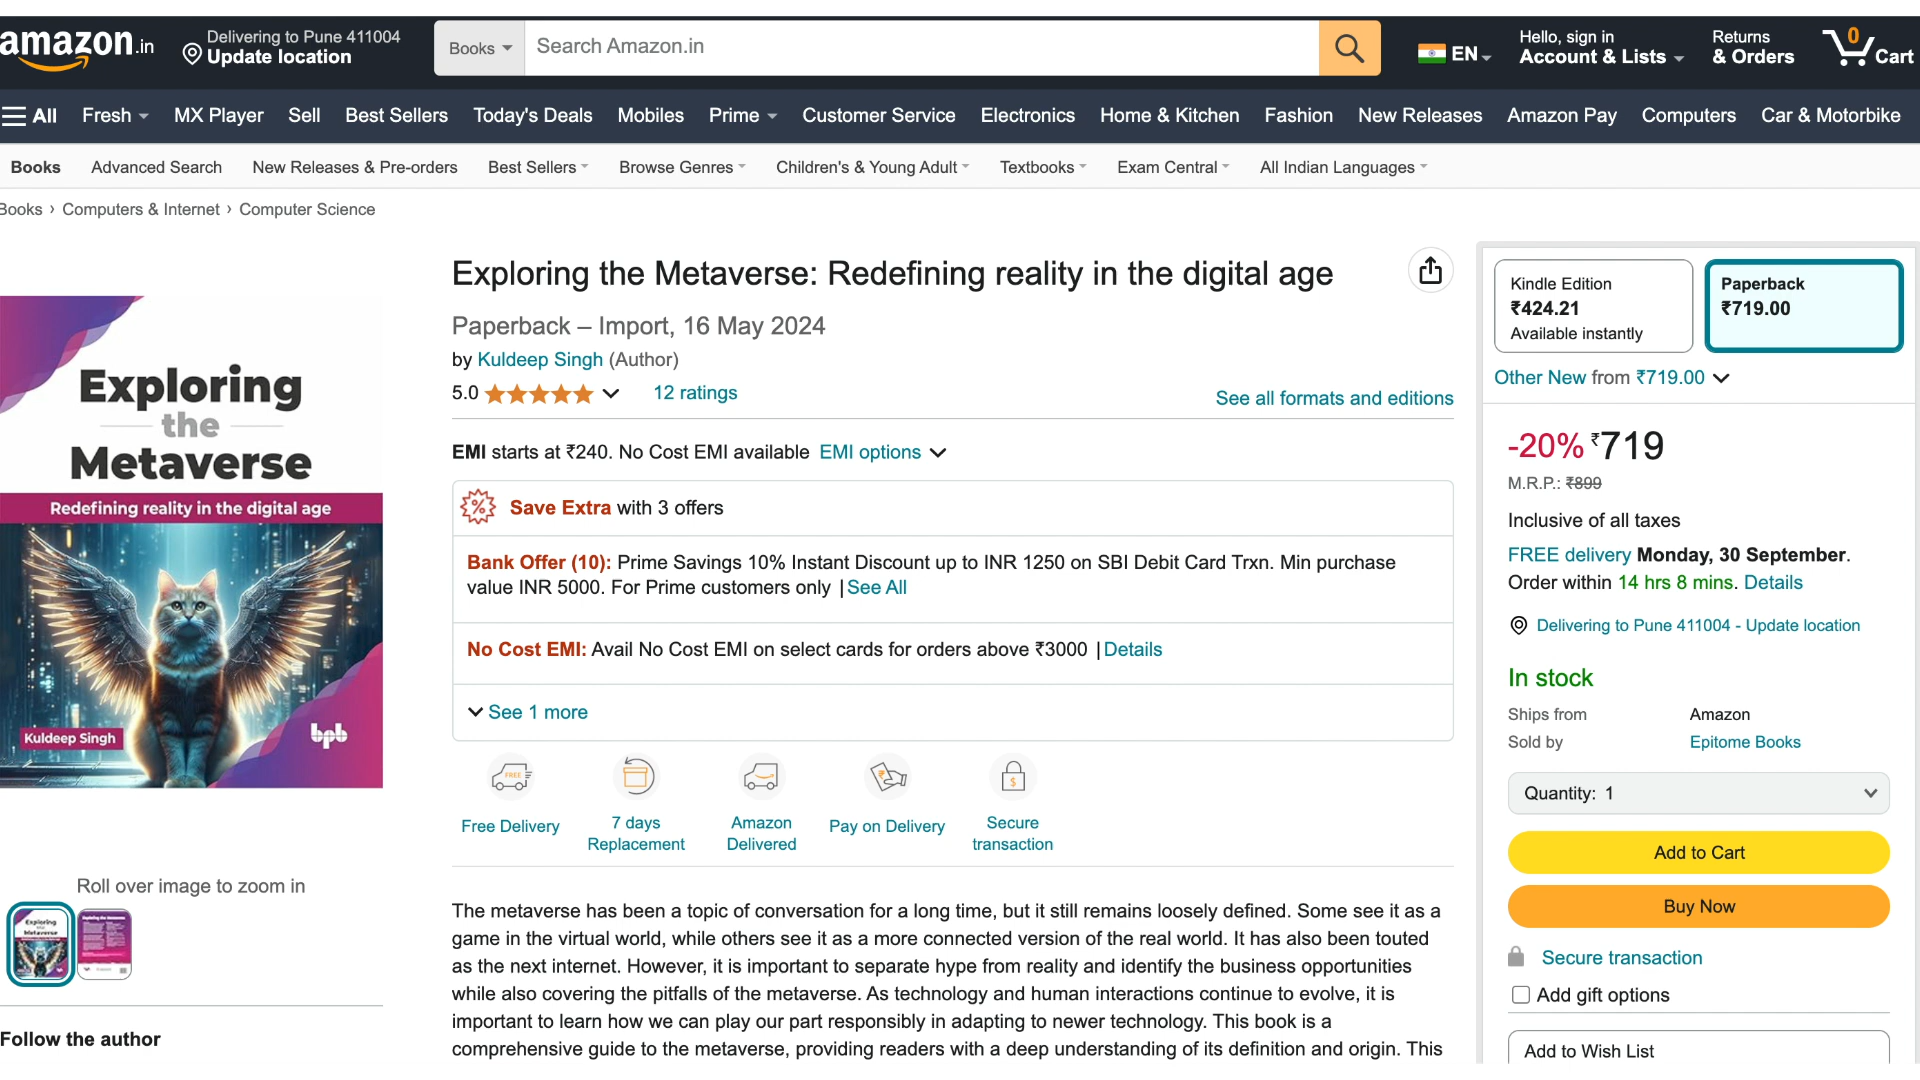 amazon.in
Delivering to Pune 411004
Update location
Books
Search Amazon.in
EN
Hello, sign in
Account & Lists
Returns
& Orders
0
Cart
All
Fresh
MX Player
Sell
Best Sellers
Today's Deals
Mobiles
Prime
Customer Service
Electronics
Home & Kitchen
Fashion
New Releases
Amazon Pay
Computers
Car & Motorbike
Books
Advanced Search
New Releases & Pre-orders
Best Sellers
Browse Genres
Children's & Young Adult
Textbooks
Exam Central
All Indian Languages
Books › Computers & Internet › Computer Science
Exploring
the
Metaverse
Redefining reality in the digital age
Kuldeep Singh
bpb
Roll over image to zoom in
Follow the author
Exploring the Metaverse: Redefining reality in the digital age
Paperback – Import, 16 May 2024
by Kuldeep Singh (Author)
5.0
12 ratings
See all formats and editions
EMI starts at ₹240. No Cost EMI available EMI options
% Save Extra with 3 offers
Bank Offer (10): Prime Savings 10% Instant Discount up to INR 1250 on SBI Debit Card Trxn. Min purchase
value INR 5000. For Prime customers only | See All
No Cost EMI: Avail No Cost EMI on select cards for orders above ₹3000 | Details
See 1 more
FREE
Free Delivery
7 days
Replacement
Amazon
Delivered
₹
Pay on Delivery
$
Secure
transaction
The metaverse has been a topic of conversation for a long time, but it still remains loosely defined. Some see it as a
game in the virtual world, while others see it as a more connected version of the real world. It has also been touted
as the next internet. However, it is important to separate hype from reality and identify the business opportunities
while also covering the pitfalls of the metaverse. As technology and human interactions continue to evolve, it is
important to learn how we can play our part responsibly in adapting to newer technology. This book is a
comprehensive guide to the metaverse, providing readers with a deep understanding of its definition and origin. This
Kindle Edition
₹424.21
Available instantly
Paperback
₹719.00
Other New from ₹719.00
-20% ₹719
M.R.P.: ₹899
Inclusive of all taxes
FREE delivery Monday, 30 September.
Order within 14 hrs 8 mins. Details
Delivering to Pune 411004 - Update location
In stock
Ships from Amazon
Sold by Epitome Books
Quantity: 1
Add to Cart
Buy Now
Secure transaction
Add gift options
Add to Wish List